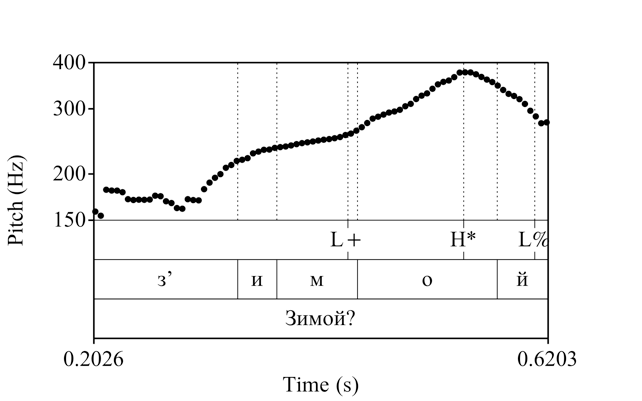 400
300
200
150
Pitch (Hz)
L+ H* L%
з’ и м о й
Зимой?
0.2026 0.6203
Time (s)